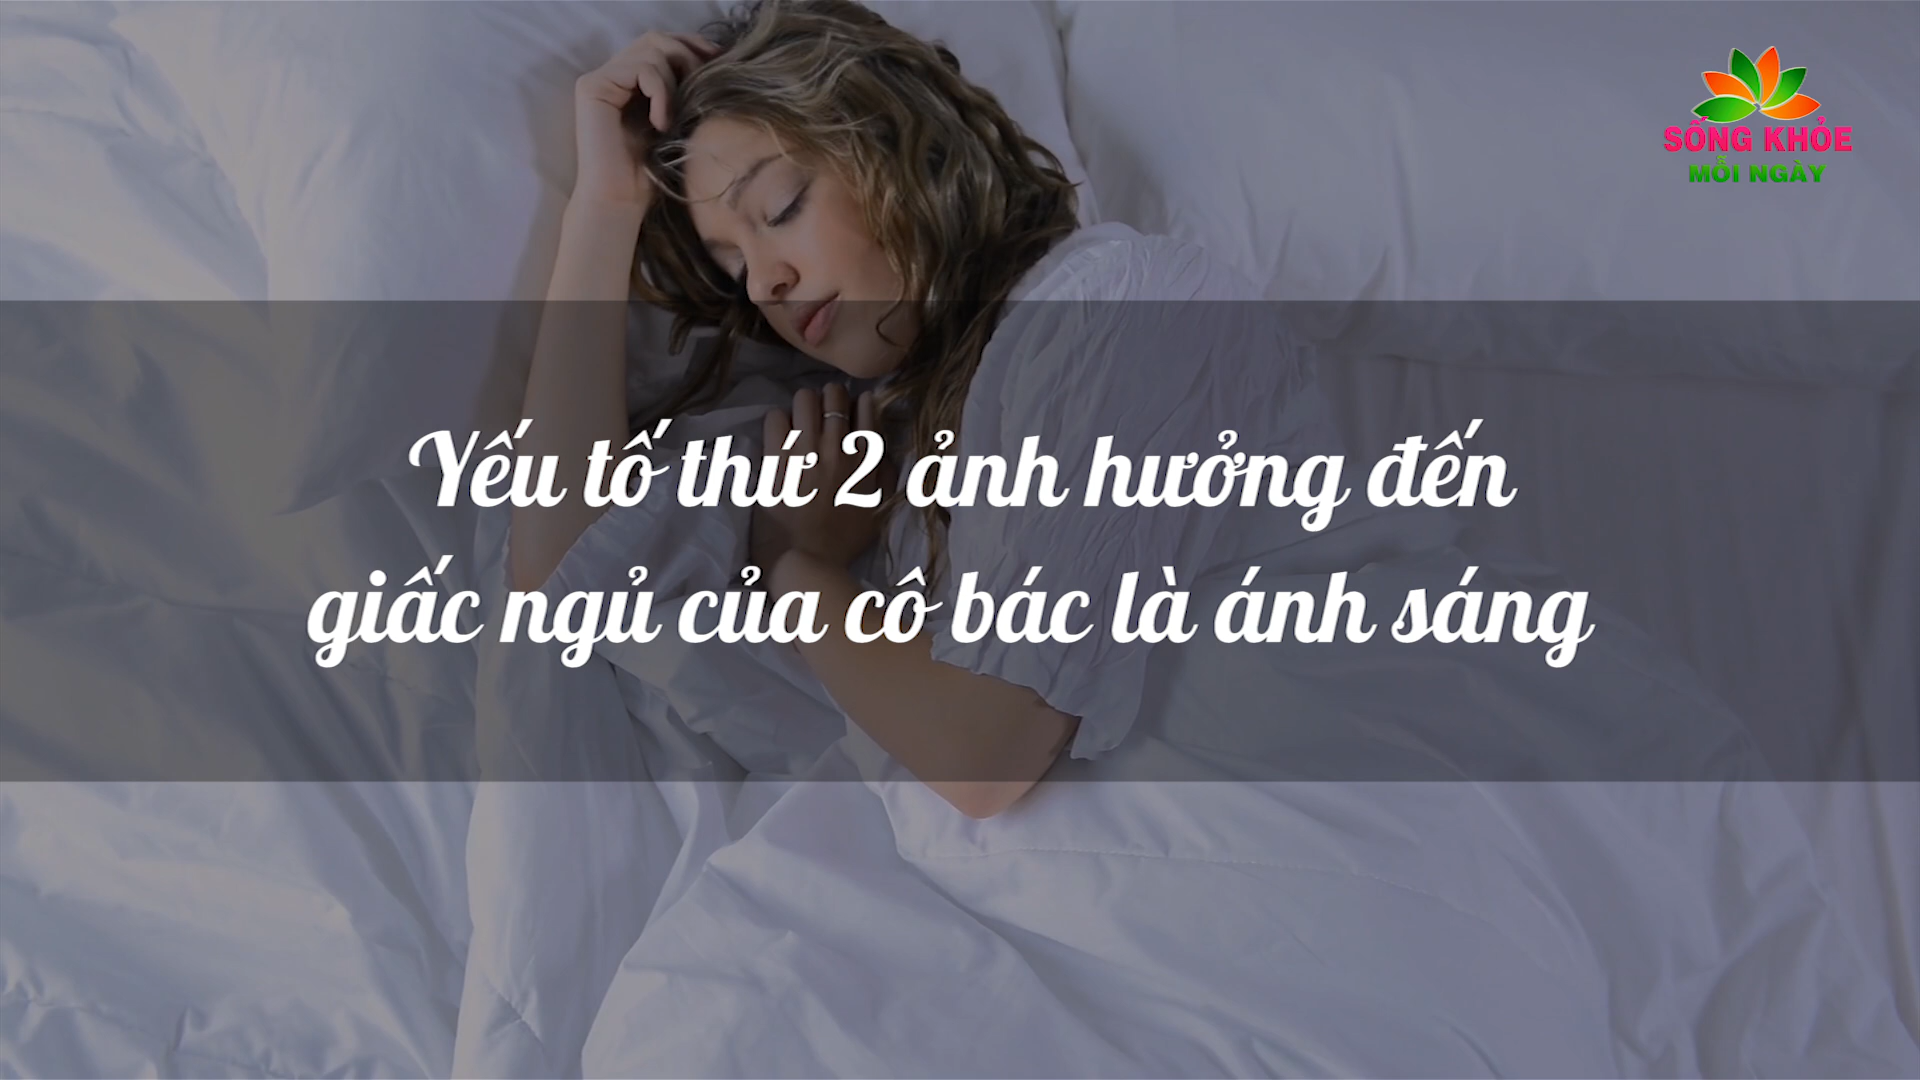 SỐNG KHỎE
MỖI NGÀY
Yếu tố thứ 2 ảnh hưởng đến
giấc ngủ của cô bác là ánh sáng